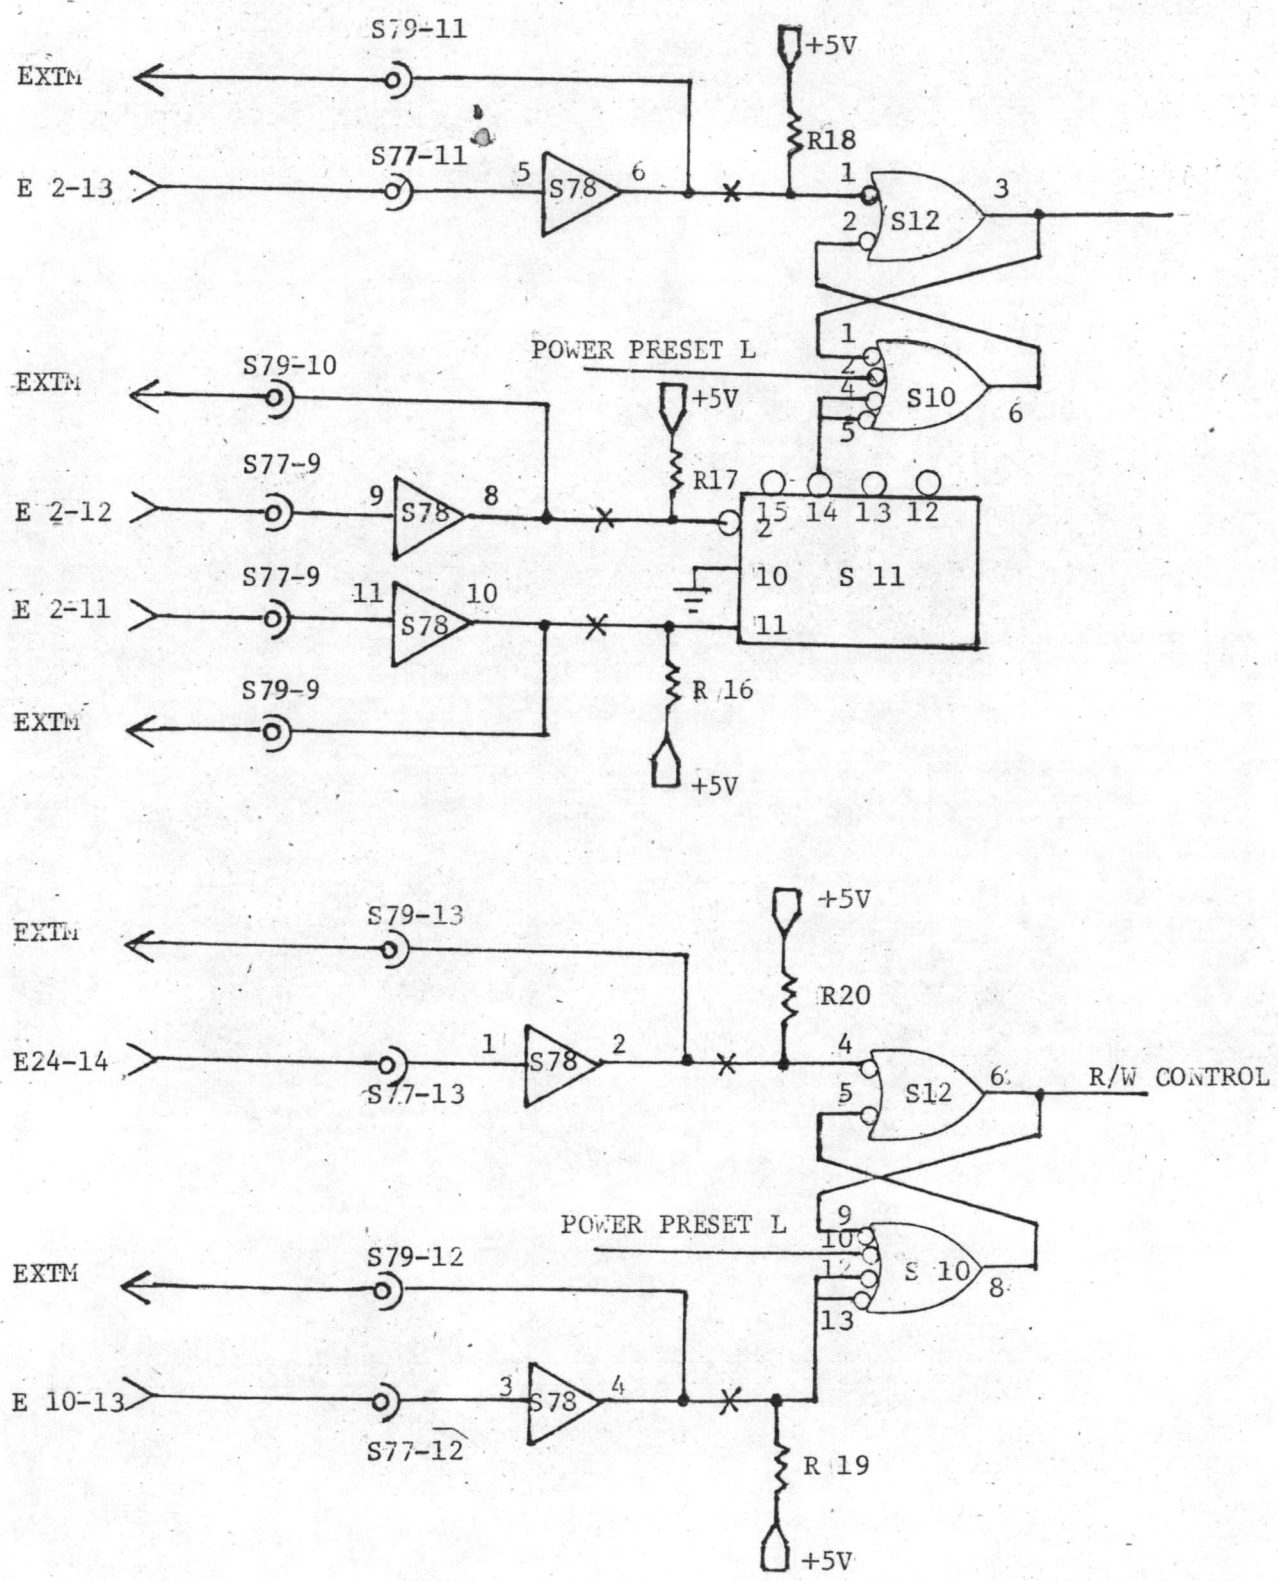 S79-11
+5V
EXTM
R18
S77-11
E 2-13
5
S78
6
1
3
2
S12
POWER PRESET L
1
2
4
5
S10
6
S79-10
EXTM
+5V
S77-9
R17
E 2-12
9
S78
8
15 14 13 12
2
S77-9
10
S 11
E 2-11
11
S78
10
11
S79-9
R 16
EXTM
+5V
S79-13
+5V
EXTM
R20
E24-14
1
S78
2
4
S77-13
5
S12
6
R/W CONTROL
POWER PRESET L
9
10
12
13
S 10
8
S79-12
EXTM
E 10-13
3
S78
4
S77-12
R 19
+5V